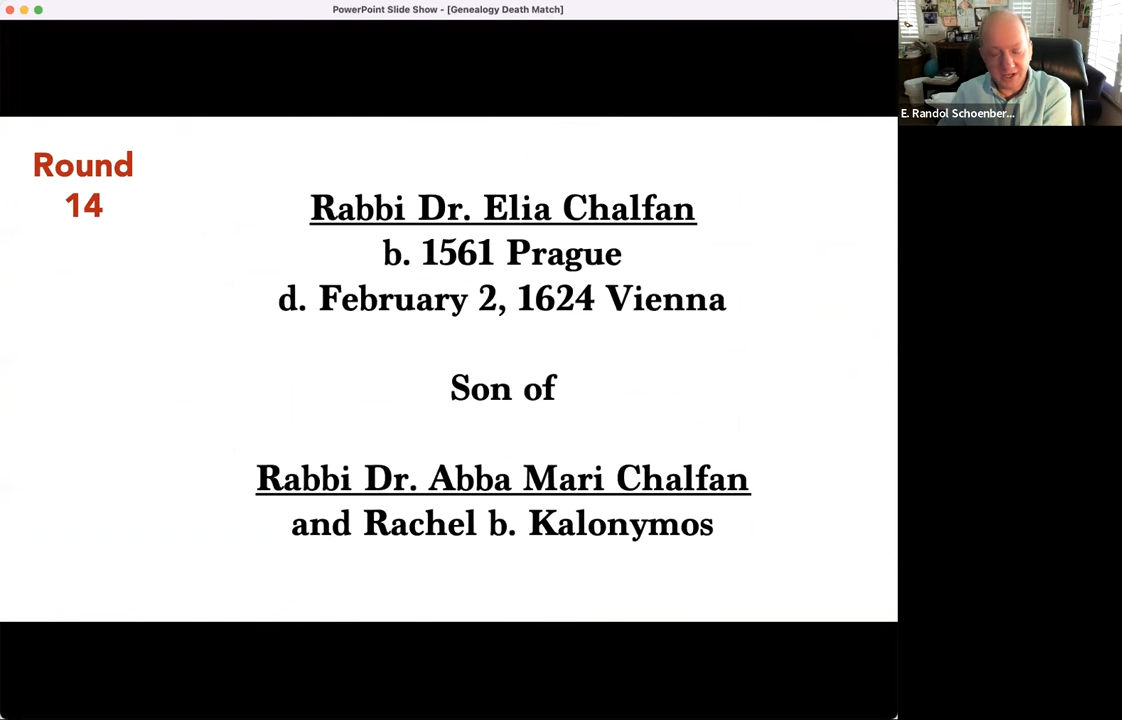 PowerPoint Slide Show - [Genealogy Death Match]
E. Randol Schoenber...
Round
14
Rabbi Dr. Elia Chalfan
b. 1561 Prague
d. February 2, 1624 Vienna
Son of
Rabbi Dr. Abba Mari Chalfan
and Rachel b. Kalonymos